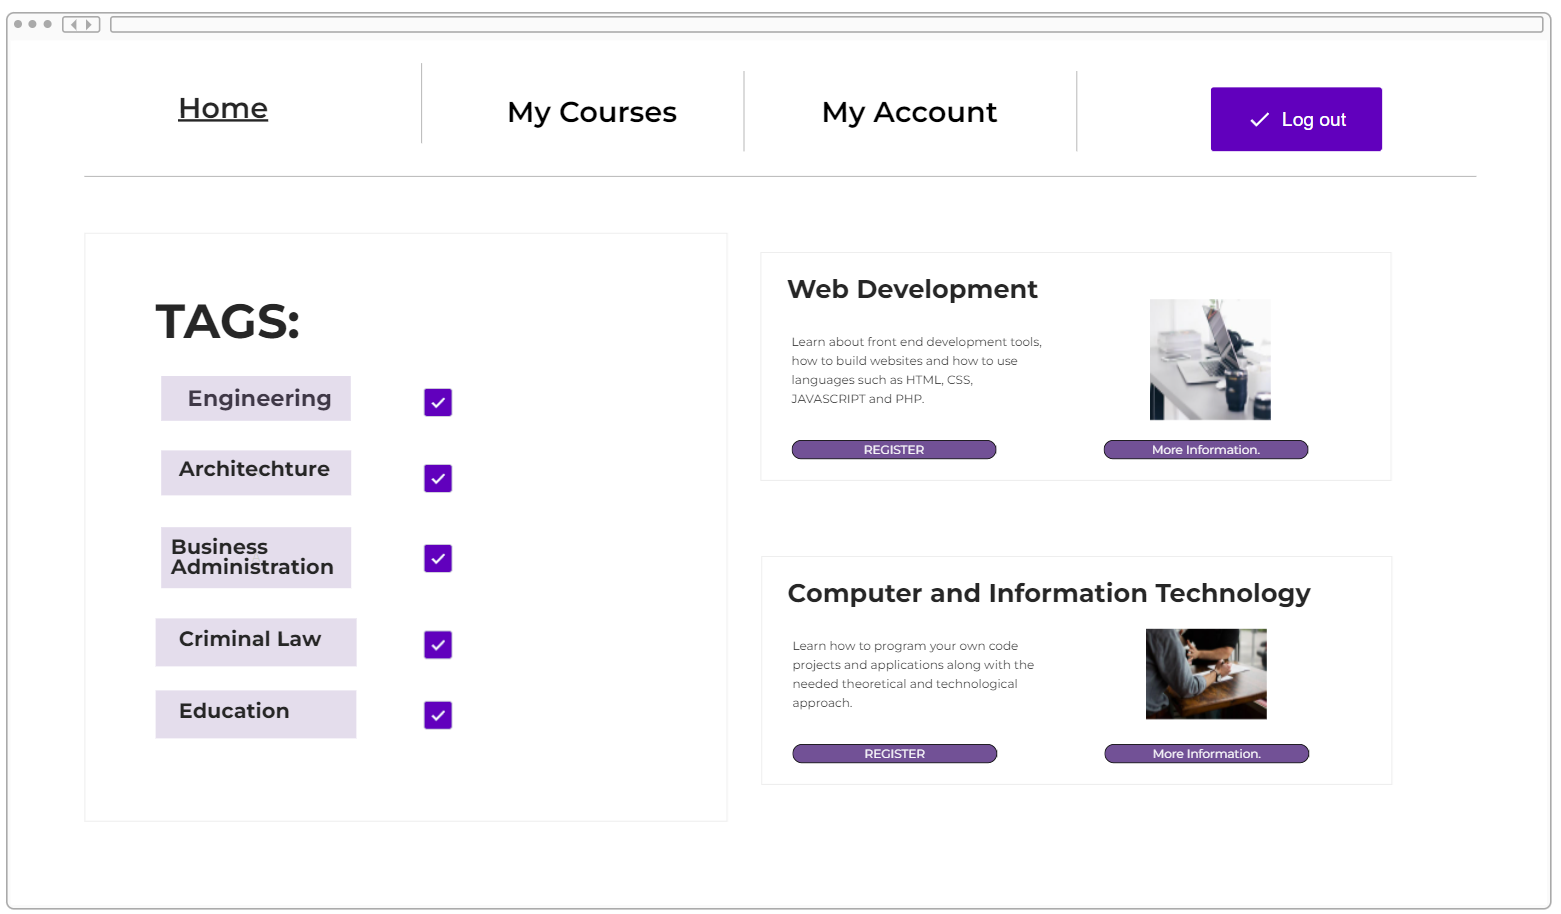 Home
My Courses
My Account
Log out
TAGS:
Engineering
Architechture
Business
Administration
Criminal Law
Education
Web Development
Learn about front end development tools,
how to build websites and how to use
languages such as HTML, CSS,
JAVASCRIPT and PHP.
REGISTER
More Information.
Computer and Information Technology
Learn how to program your own code
projects and applications along with the
needed theoretical and technological
approach.
REGISTER
More Information.